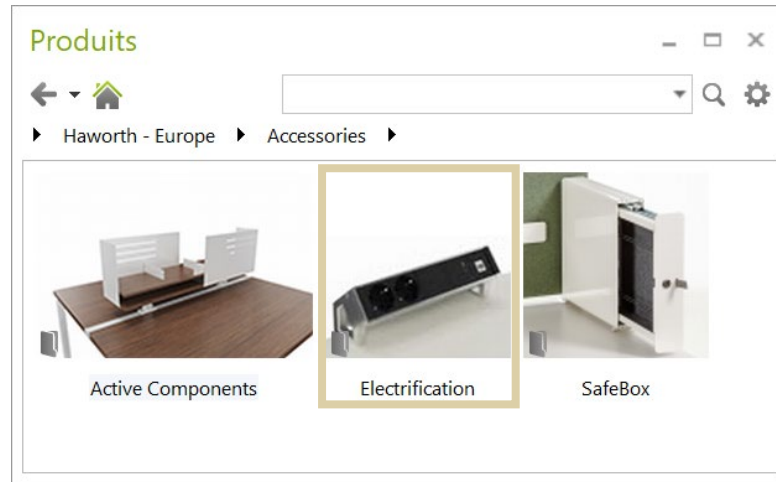 Produits
Haworth - Europe Accessories
Active Components Electrification SafeBox